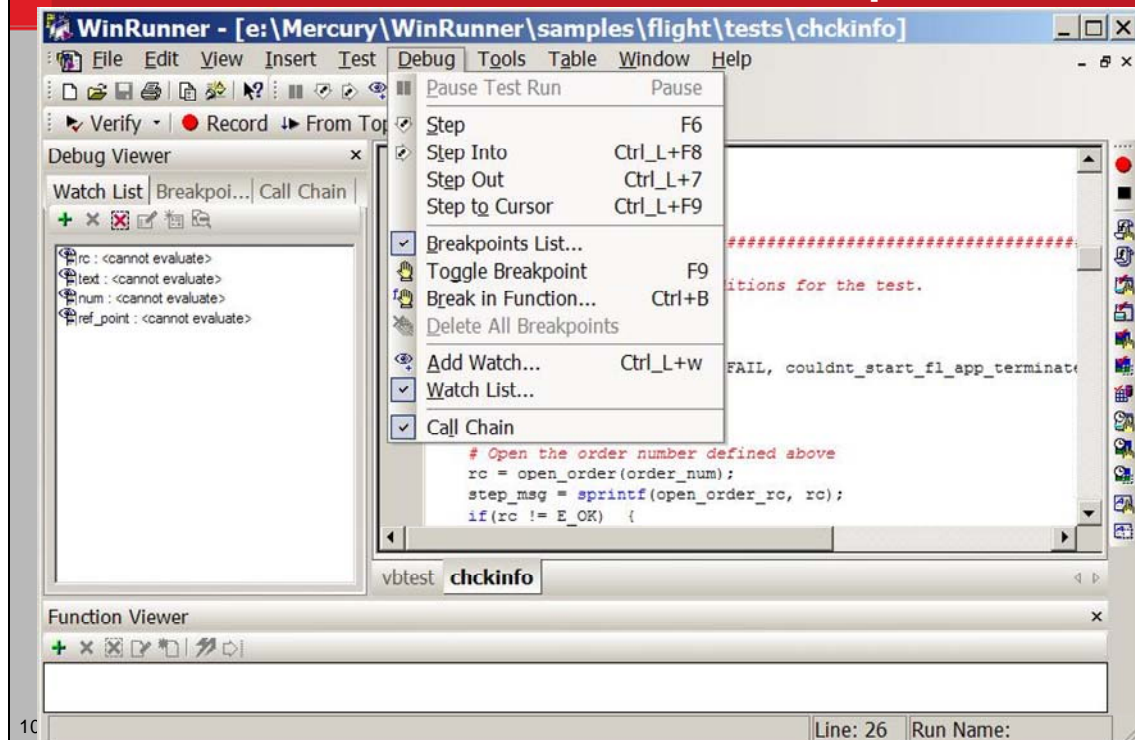 WinRunner - [e:\Mercury\WinRunner\samples\flight\tests\chckinfo]
File Edit View Insert Test Debug Tools Table Window Help
Verify Record From Top
Pause Test Run Pause
Step F6
Step Into Ctrl_L+F8
Step Out Ctrl_L+7
Step to Cursor Ctrl_L+F9
Breakpoints List...
Toggle Breakpoint F9
Break in Function... Ctrl+B
Delete All Breakpoints
Add Watch... Ctrl_L+w
Watch List...
Call Chain
Debug Viewer
Watch List Breakpoi... Call Chain
rc : <cannot evaluate>
text : <cannot evaluate>
num : <cannot evaluate>
ref_point : <cannot evaluate>
####################################
itions for the test.
FAIL, couldnt_start_fl_app_terminate
# Open the order number defined above
rc = open_order(order_num);
step_msg = sprintf(open_order_rc, rc);
if(rc != E_OK) {
vbtest chckinfo
Function Viewer
10
Line: 26 Run Name: